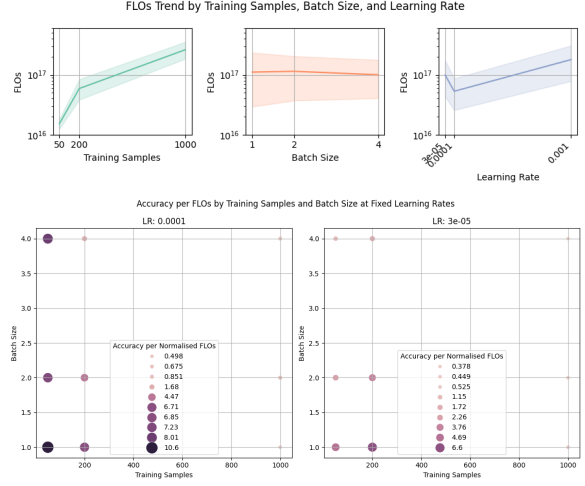 FLOs Trend by Training Samples, Batch Size, and Learning Rate
FLOs
10^17
10^16
50 200 1000
Training Samples
FLOs
10^17
10^16
1 2 4
Batch Size
FLOs
10^17
10^16
3e-05 0.0001 0.001
Learning Rate
Accuracy per FLOs by Training Samples and Batch Size at Fixed Learning Rates
LR: 0.0001
Batch Size
4.0
3.5
3.0
2.5
2.0
1.5
1.0
Accuracy per Normalised FLOs
0.498
0.675
0.851
1.68
4.47
6.71
6.85
7.23
8.01
10.6
200 400 600 800 1000
Training Samples
LR: 3e-05
Batch Size
4.0
3.5
3.0
2.5
2.0
1.5
1.0
Accuracy per Normalised FLOs
0.378
0.449
0.525
1.15
1.72
2.26
3.76
4.69
6.6
200 400 600 800 1000
Training Samples